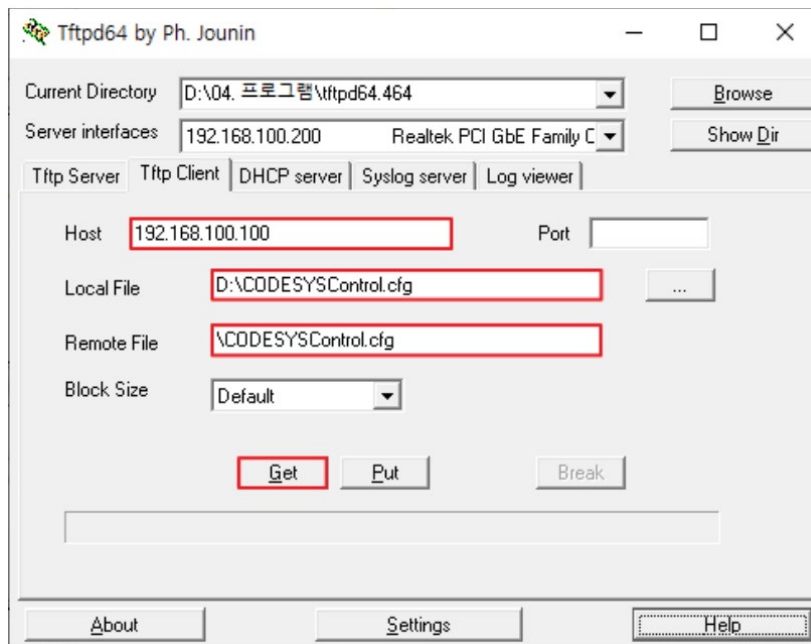 Tftpd64 by Ph. Jounin
Current Directory D:\04. 프로그램\tftpd64.464 Browse
Server interfaces 192.168.100.200 Realtek PCI GbE Family C Show Dir
Tftp Server Tftp Client DHCP server Syslog server Log viewer
Host 192.168.100.100 Port
Local File D:\CODESYSControl.cfg ...
Remote File \CODESYSControl.cfg
Block Size Default
Get Put Break
About Settings Help